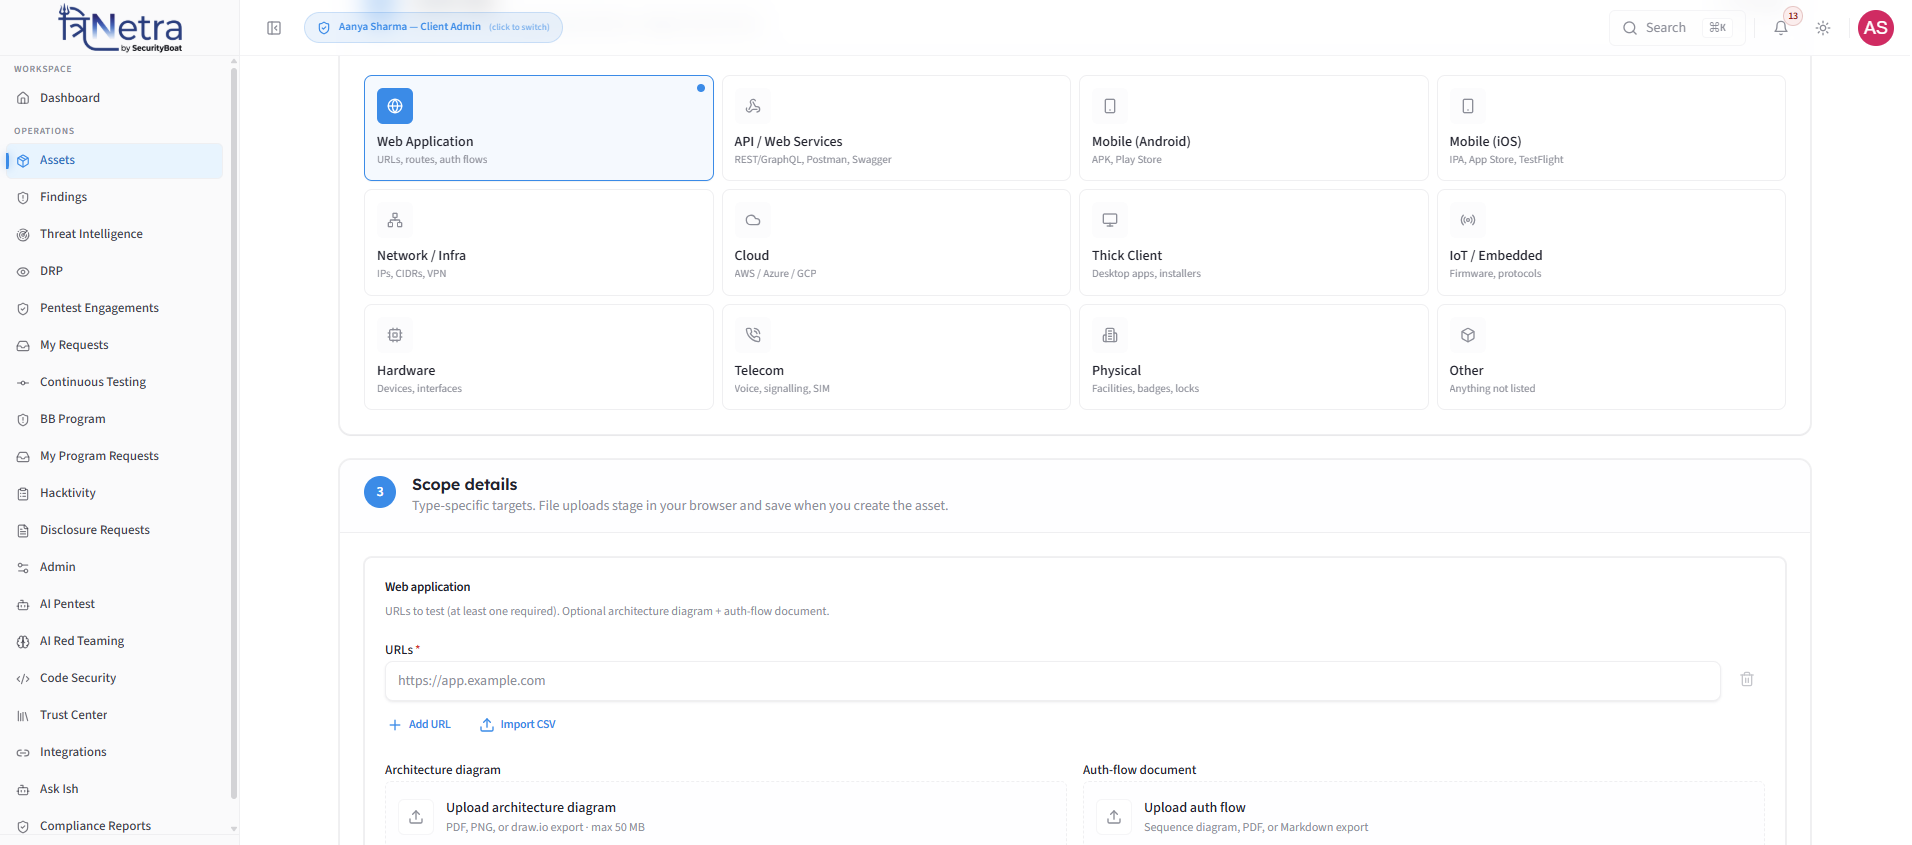 त्रिNetra
by SecurityBoat
Aanya Sharma — Client Admin (click to switch)
Search ⌘K
13
AS
WORKSPACE
Dashboard
OPERATIONS
Assets
Findings
Threat Intelligence
DRP
Pentest Engagements
My Requests
Continuous Testing
BB Program
My Program Requests
Hacktivity
Disclosure Requests
Admin
AI Pentest
AI Red Teaming
Code Security
Trust Center
Integrations
Ask Ish
Compliance Reports
Web Application
URLs, routes, auth flows
API / Web Services
REST/GraphQL, Postman, Swagger
Mobile (Android)
APK, Play Store
Mobile (iOS)
IPA, App Store, TestFlight
Network / Infra
IPs, CIDRs, VPN
Cloud
AWS / Azure / GCP
Thick Client
Desktop apps, installers
IoT / Embedded
Firmware, protocols
Hardware
Devices, interfaces
Telecom
Voice, signalling, SIM
Physical
Facilities, badges, locks
Other
Anything not listed
3
Scope details
Type-specific targets. File uploads stage in your browser and save when you create the asset.
Web application
URLs to test (at least one required). Optional architecture diagram + auth-flow document.
URLs *
https://app.example.com
Add URL
Import CSV
Architecture diagram
Upload architecture diagram
PDF, PNG, or draw.io export · max 50 MB
Auth-flow document
Upload auth flow
Sequence diagram, PDF, or Markdown export